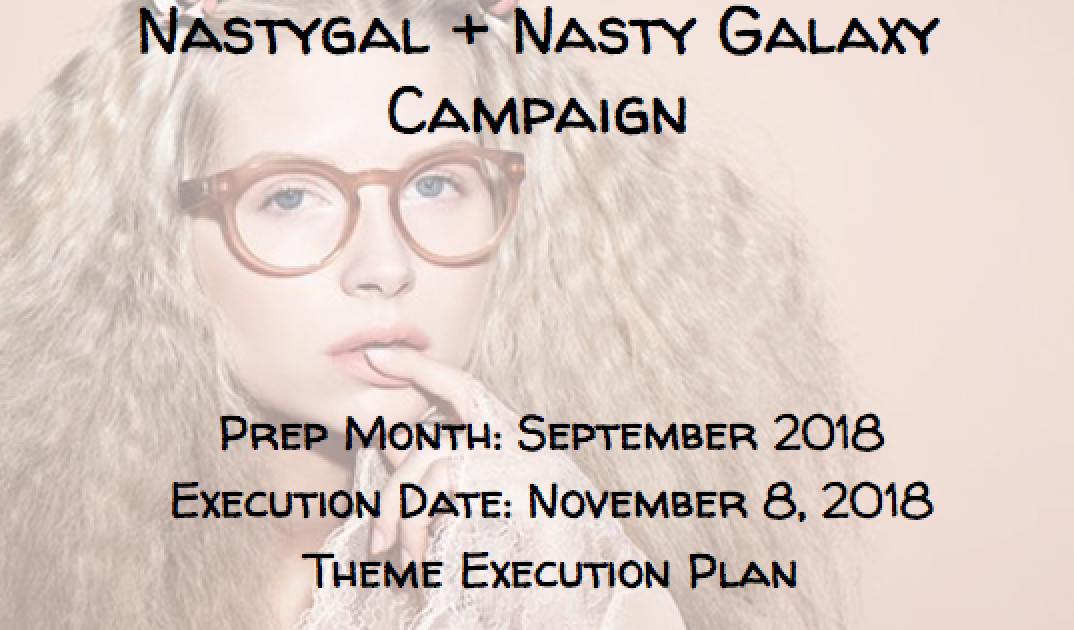 Nastygal + Nasty Galaxy
Campaign
Prep Month: September 2018
Execution Date: November 8, 2018
Theme Execution Plan